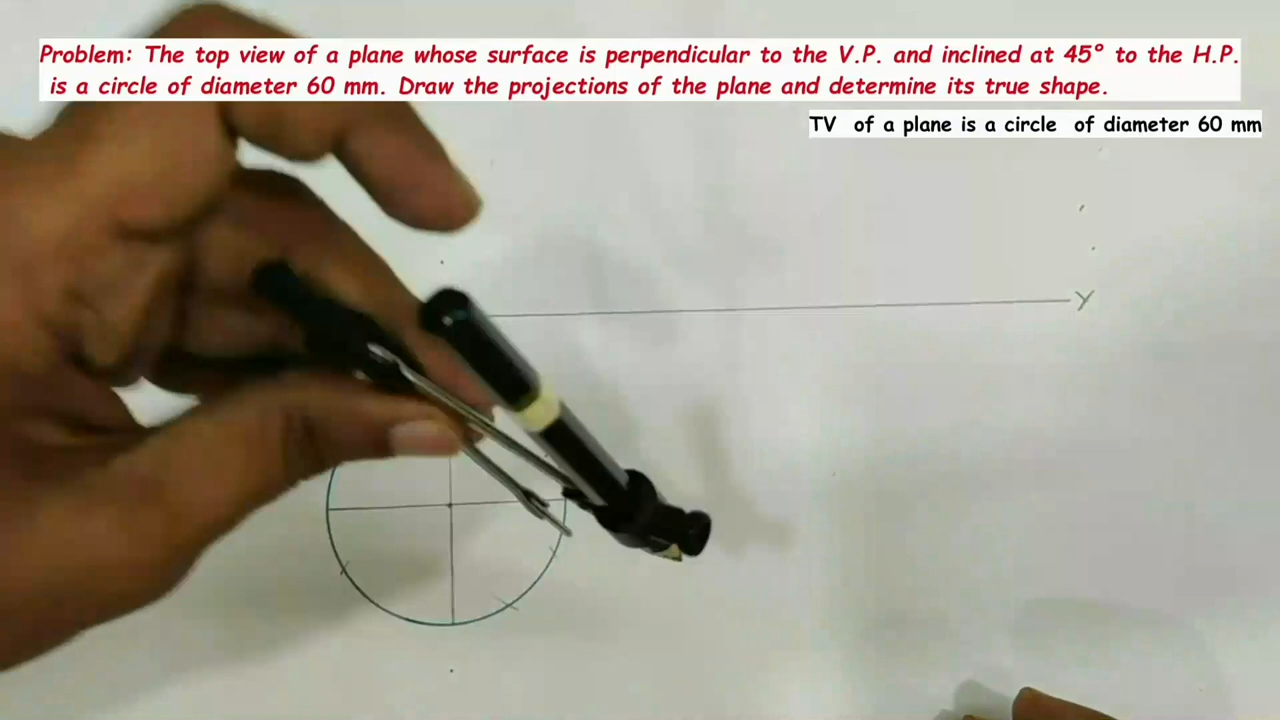 Problem: The top view of a plane whose surface is perpendicular to the V.P. and inclined at 45° to the H.P.
is a circle of diameter 60 mm. Draw the projections of the plane and determine its true shape.
TV of a plane is a circle of diameter 60 mm
Y